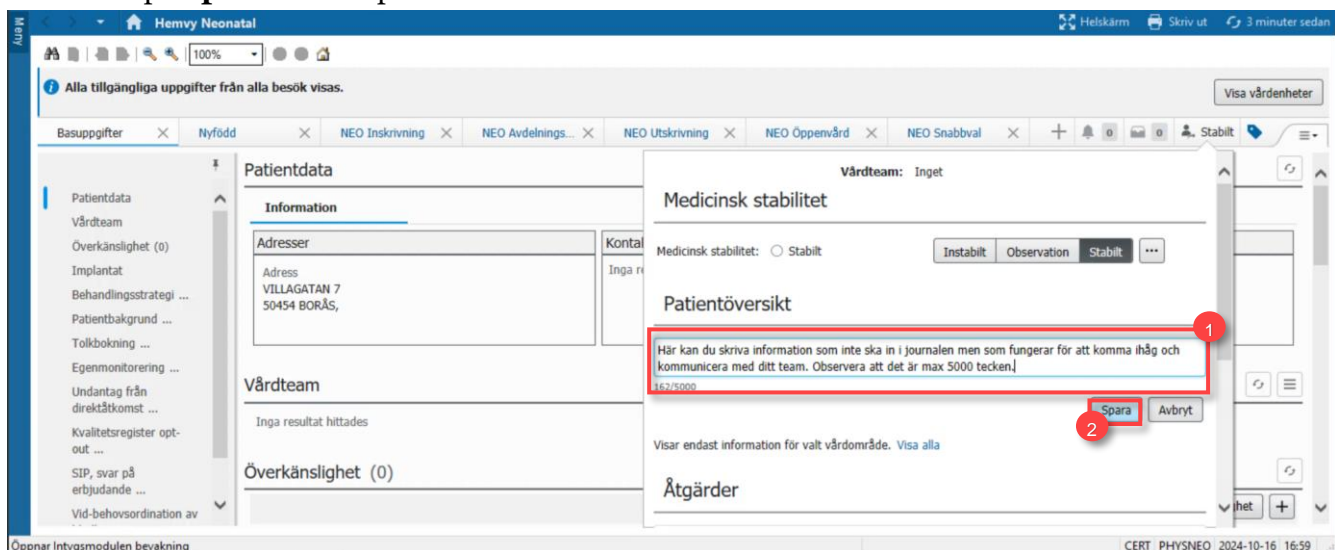 Meny
Hemvy Neonatal
Helskärm
Skriv ut
3 minuter sedan
100%
Alla tillgängliga uppgifter från alla besök visas.
Visa vårdenheter
Basuppgifter
Nyfödd
NEO Inskrivning
NEO Avdelnings...
NEO Utskrivning
NEO Öppenvård
NEO Snabbval
0
0
Stabilt
Patientdata
Vårdteam
Överkänslighet (0)
Implantat
Behandlingsstrategi ...
Patientbakgrund ...
Tolkbokning ...
Egenmonitorering ...
Undantag från
direktåtkomst ...
Kvalitetsregister opt-
out ...
SIP, svar på
erbjudande ...
Vid-behovsordination av
Patientdata
Information
Adresser
Adress
VILLAGATAN 7
50454 BORÅS,
Vårdteam
Inga resultat hittades
Överkänslighet (0)
Vårdteam: Inget
Medicinsk stabilitet
Medicinsk stabilitet: Stabilt
Instabilt
Observation
Stabilt
...
Patientöversikt
1
Här kan du skriva information som inte ska in i journalen men som fungerar för att komma ihåg och
kommunicera med ditt team. Observera att det är max 5000 tecken.
162/5000
2
Spara
Avbryt
Visar endast information för valt vårdområde. Visa alla
Åtgärder
Öppnar Intygsmodulen bevakning
CERT PHYSNEO 2024-10-16 16:59